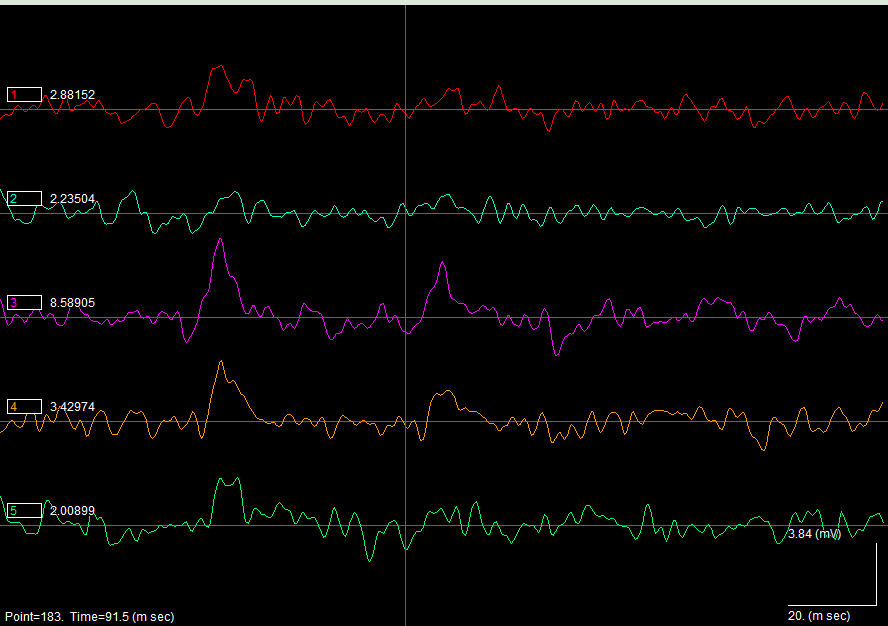 1 2.88152
2 2.23504
3 8.58905
4 3.42974
5 2.00899
3.84 (mV)
20. (m sec)
Point=183. Time=91.5 (m sec)